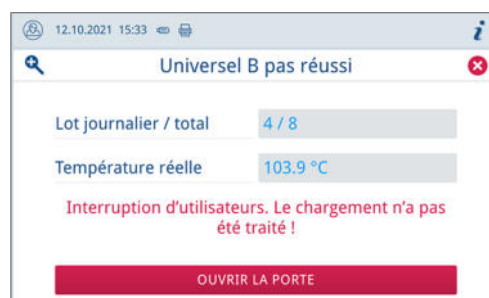 12.10.2021 15:33
Universel B pas réussi
Lot journalier / total
4 / 8
Température réelle
103.9 °C
Interruption d'utilisateurs. Le chargement n'a pas
été traité !
OUVRIR LA PORTE